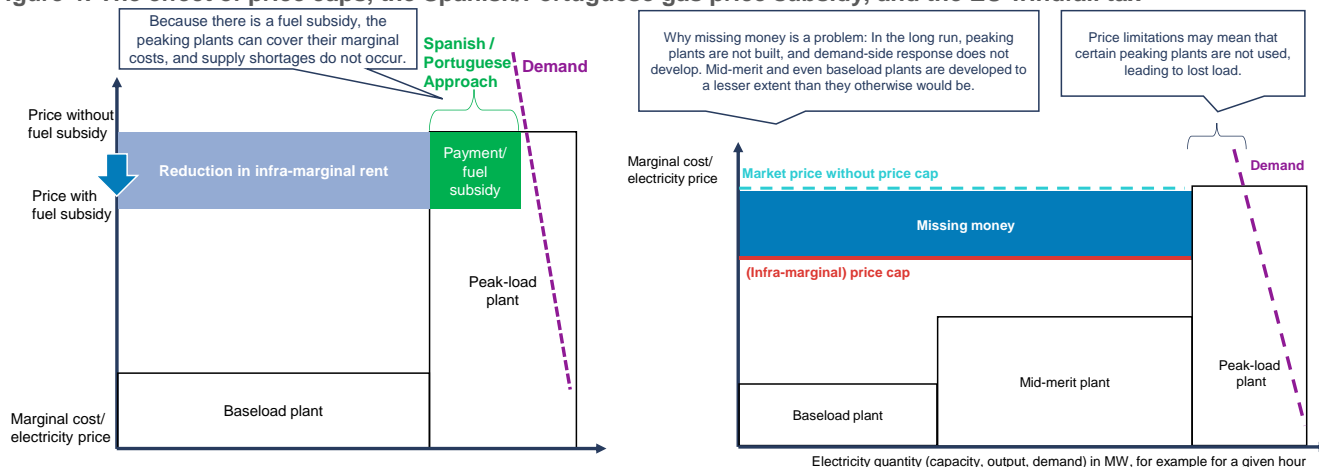 Because there is a fuel subsidy, the
peaking plants can cover their marginal
costs, and supply shortages do not occur.
Spanish /
Portuguese
Approach
Demand
Price without
fuel subsidy
Reduction in infra-marginal rent
Payment/
fuel
subsidy
Price with
fuel subsidy
Peak-load
plant
Baseload plant
Marginal cost/
electricity price
Why missing money is a problem: In the long run, peaking
plants are not built, and demand-side response does not
develop. Mid-merit and even baseload plants are developed to
a lesser extent than they otherwise would be.
Price limitations may mean that
certain peaking plants are not used,
leading to lost load.
Marginal cost/
electricity price
Market price without price cap
Demand
Missing money
(Infra-marginal) price cap
Mid-merit plant
Peak-load
plant
Baseload plant
Electricity quantity (capacity, output, demand) in MW, for example for a given hour